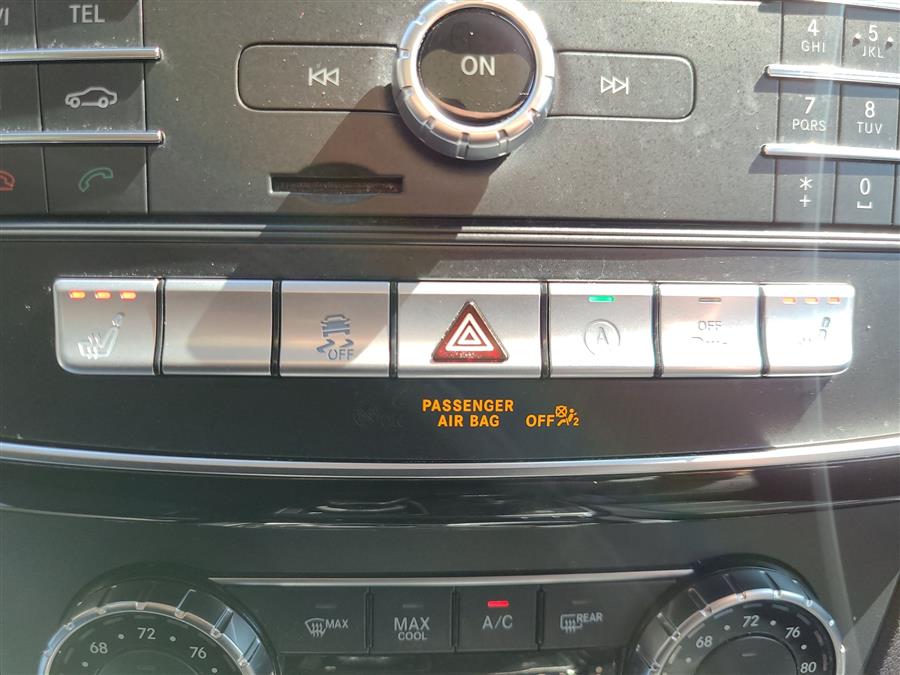 TEL
ON
4
GHI
5
JKL
7
PQRS
8
TUV
*
+
0
OFF
A
OFF
PASSENGER
AIR BAG
OFF
2
MAX
MAX
COOL
A/C
REAR
68
72
76
68
72
76
80